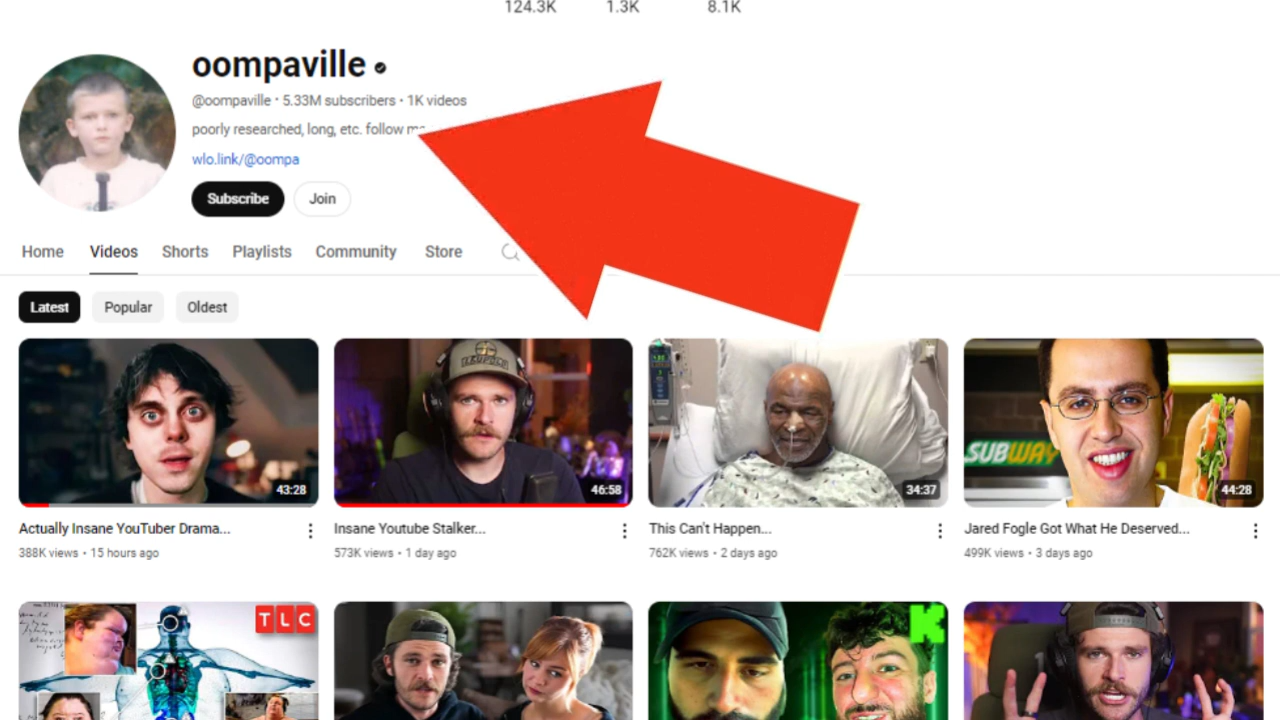 124.3K 1.3K 8.1K
oompaville
@oompaville · 5.33M subscribers · 1K videos
poorly researched, long, etc. follow
wlo.link/@oompa
Subscribe Join
Home Videos Shorts Playlists Community Store
Latest Popular Oldest
SUBWAY
43:28 46:58 34:37 44:28
Actually Insane YouTuber Drama... Insane Youtube Stalker... This Can't Happen... Jared Fogle Got What He Deserved...
388K views · 15 hours ago 573K views · 1 day ago 762K views · 2 days ago 499K views · 3 days ago
TLC K